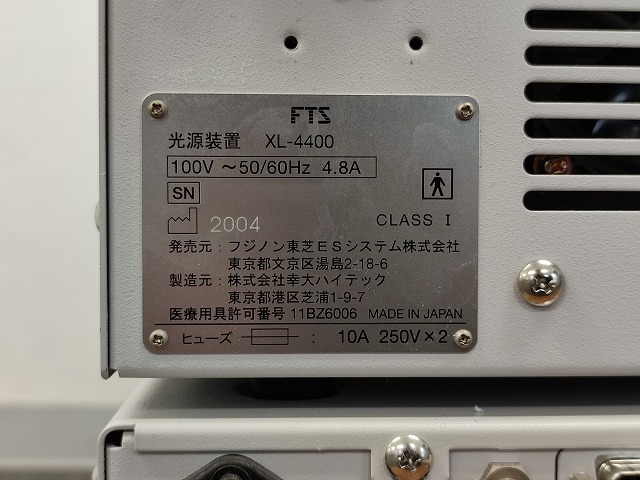 FTS
光源装置 XL-4400
100V ～50/60Hz 4.8A
SN
2004 CLASS I
発売元：フジノン東芝ESシステム株式会社
東京都文京区湯島2-18-6
製造元：株式会社幸大ハイテック
東京都港区芝浦1-9-7
医療用具許可番号 11BZ6006 MADE IN JAPAN
ヒューズ : 10A 250V×2